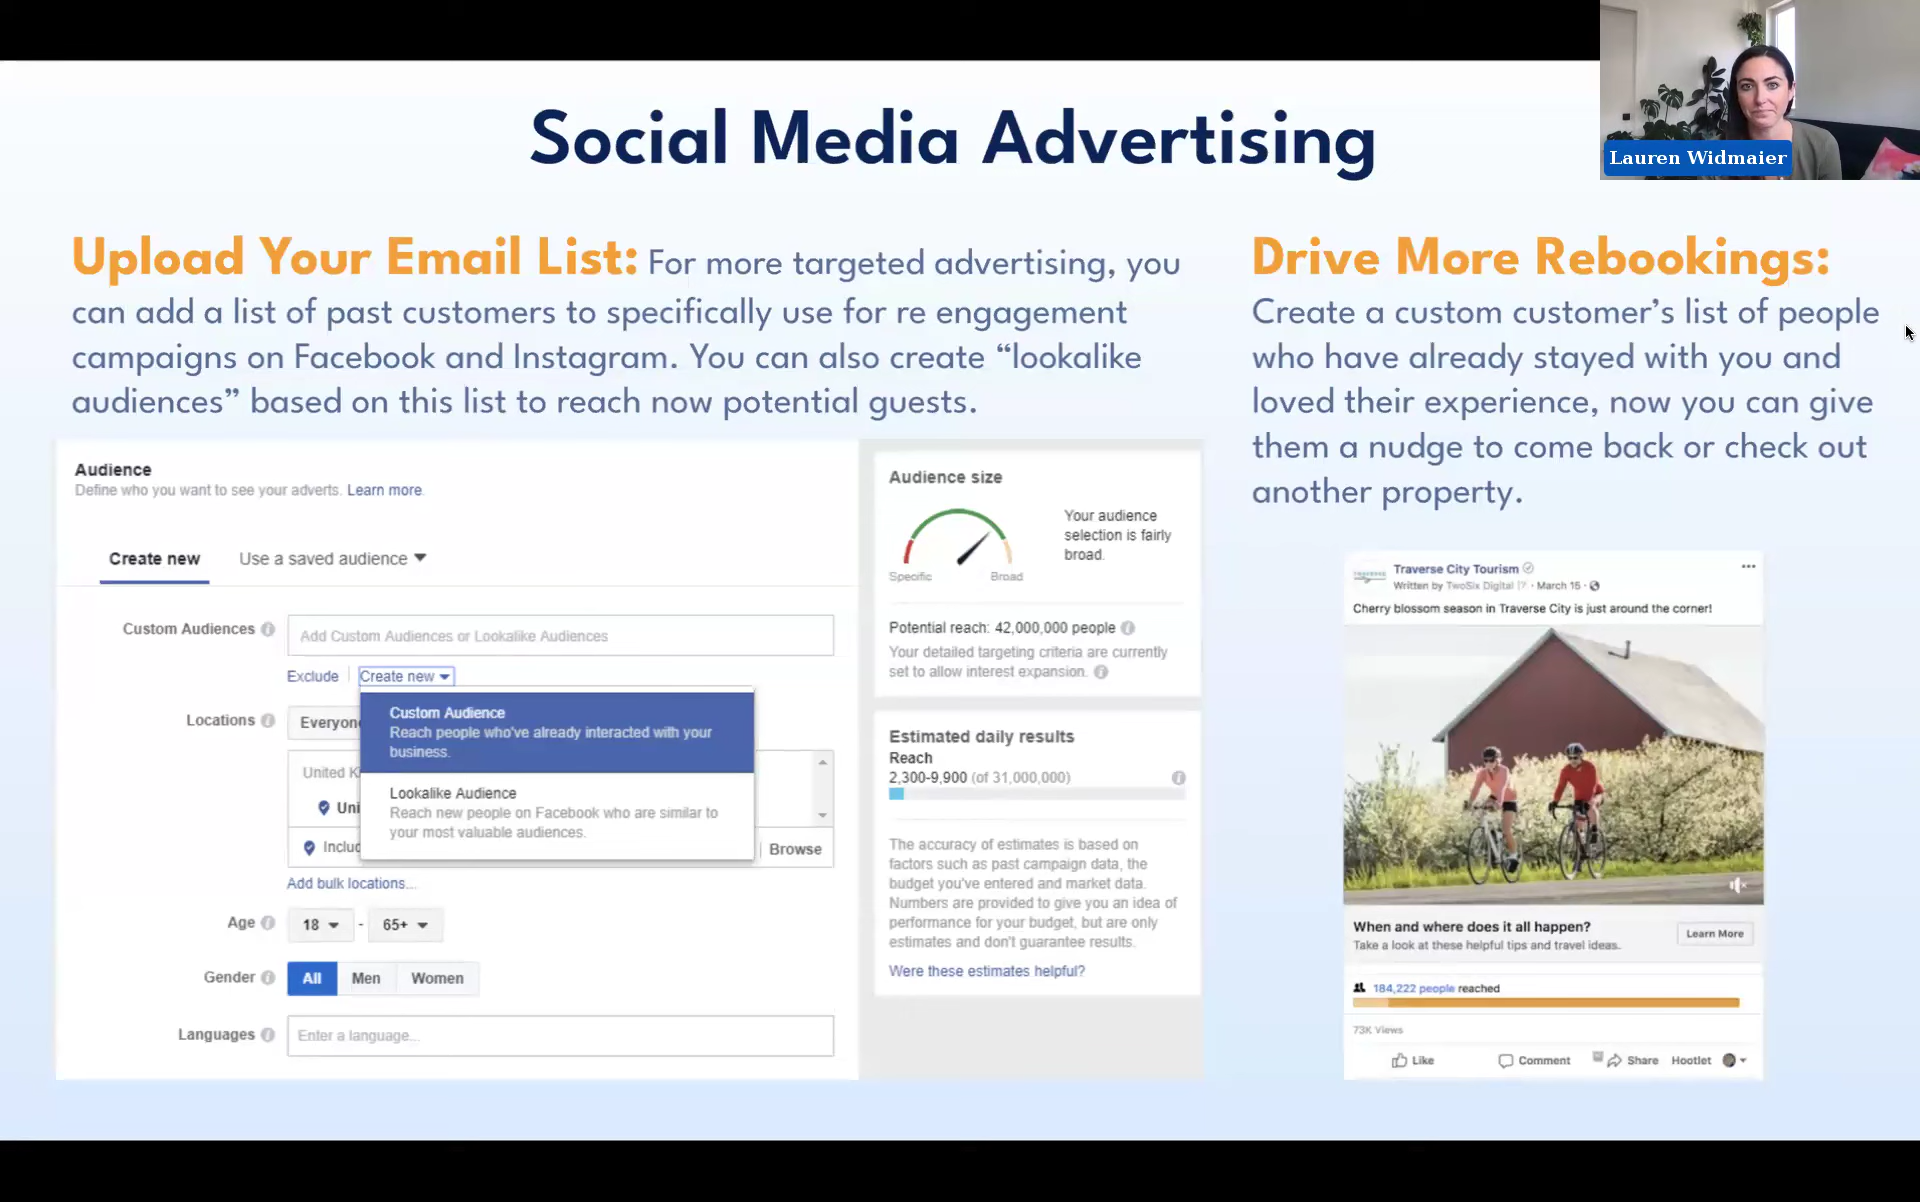 Social Media Advertising
Lauren Widmaier
Upload Your Email List: For more targeted advertising, you
can add a list of past customers to specifically use for re engagement
campaigns on Facebook and Instagram. You can also create “lookalike
audiences” based on this list to reach now potential guests.
Drive More Rebookings:
Create a custom customer’s list of people
who have already stayed with you and
loved their experience, now you can give
them a nudge to come back or check out
another property.
Audience
Define who you want to see your adverts. Learn more.
Create new
Use a saved audience
Custom Audiences
Add Custom Audiences or Lookalike Audiences
Exclude
Create new
Custom Audience
Reach people who've already interacted with your
business.
Lookalike Audience
Reach new people on Facebook who are similar to
your most valuable audiences.
Locations
Everyon
United K
Uni
Includ
Browse
Add bulk locations...
Age
18 - 65+
Gender
All Men Women
Languages
Enter a language...
Audience size
Specific
Broad
Your audience
selection is fairly
broad.
Potential reach: 42,000,000 people
Your detailed targeting criteria are currently
set to allow interest expansion.
Estimated daily results
Reach
2,300-9,900 (of 31,000,000)
The accuracy of estimates is based on
factors such as past campaign data, the
budget you've entered and market data.
Numbers are provided to give you an idea of
performance for your budget, but are only
estimates and don't guarantee results.
Were these estimates helpful?
Traverse City Tourism
Written by TwoSix Digital · March 15 ·
Cherry blossom season in Traverse City is just around the corner!
When and where does it all happen?
Take a look at these helpful tips and travel ideas.
Learn More
184,222 people reached
73K Views
Like Comment Share Hootlet